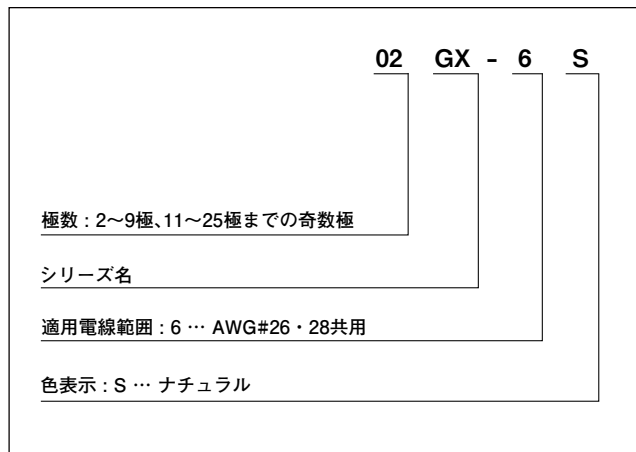 02 GX - 6 S
極数 : 2〜9極、11〜25極までの奇数極
シリーズ名
適用電線範囲 : 6 … AWG#26・28共用
色表示 : S … ナチュラル